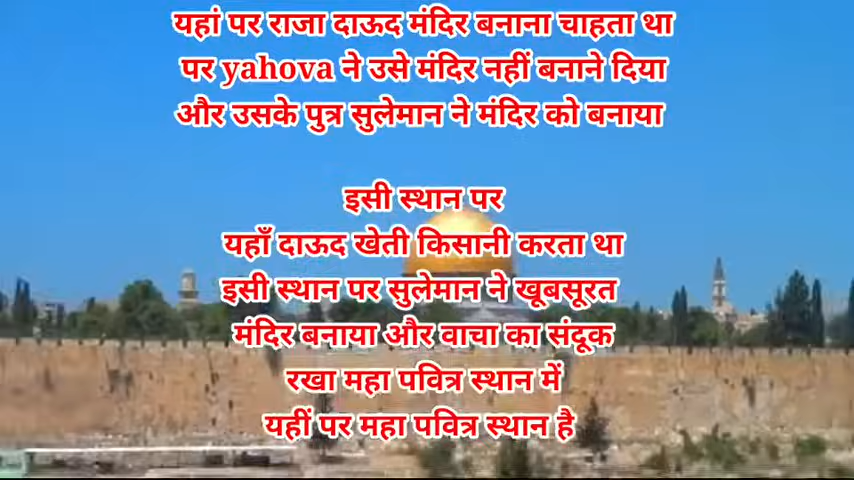 यहां पर राजा दाऊद मंदिर बनाना चाहता था
पर yahova ने उसे मंदिर नहीं बनाने दिया
और उसके पुत्र सुलेमान ने मंदिर को बनाया
इसी स्थान पर
यहाँ दाऊद खेती किसानी करता था
इसी स्थान पर सुलेमान ने खूबसूरत
मंदिर बनाया और वाचा का संदूक
रखा महा पवित्र स्थान में
यहीं पर महा पवित्र स्थान है